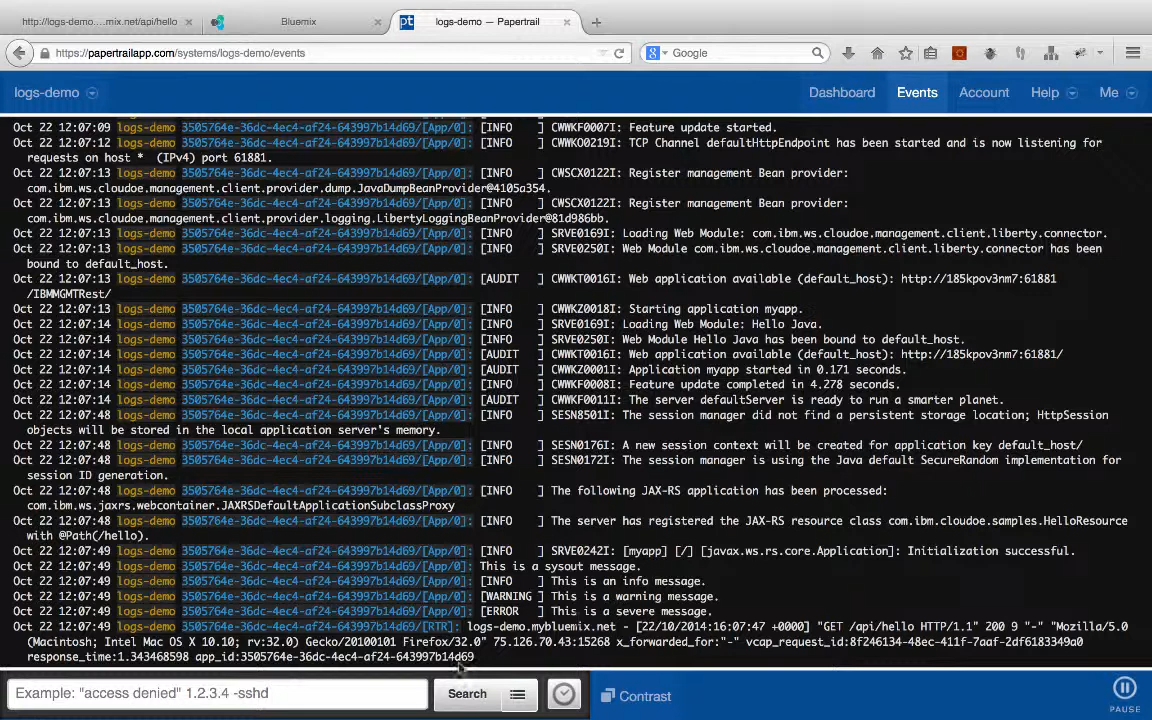 http://logs-demo....mix.net/api/hello
Bluemix
pt
logs-demo — Papertrail
https://papertrailapp.com/systems/logs-demo/events
Google
logs-demo
Dashboard
Events
Account
Help
Me
Oct 22 12:07:09 logs-demo 3505764e-36dc-4ec4-af24-643997b14d69/[App/0]: [INFO ] CWWKF0007I: Feature update started.
Oct 22 12:07:12 logs-demo 3505764e-36dc-4ec4-af24-643997b14d69/[App/0]: [INFO ] CWWKO0219I: TCP Channel defaultHttpEndpoint has been started and is now listening for
requests on host * (IPv4) port 61881.
Oct 22 12:07:13 logs-demo 3505764e-36dc-4ec4-af24-643997b14d69/[App/0]: [INFO ] CWSCX0122I: Register management Bean provider:
com.ibm.ws.cloudoe.management.client.provider.dump.JavaDumpBeanProvider@4105a354.
Oct 22 12:07:13 logs-demo 3505764e-36dc-4ec4-af24-643997b14d69/[App/0]: [INFO ] CWSCX0122I: Register management Bean provider:
com.ibm.ws.cloudoe.management.client.provider.logging.LibertyLoggingBeanProvider@81d986bb.
Oct 22 12:07:13 logs-demo 3505764e-36dc-4ec4-af24-643997b14d69/[App/0]: [INFO ] SRVE0169I: Loading Web Module: com.ibm.ws.cloudoe.management.client.liberty.connector.
Oct 22 12:07:13 logs-demo 3505764e-36dc-4ec4-af24-643997b14d69/[App/0]: [INFO ] SRVE0250I: Web Module com.ibm.ws.cloudoe.management.client.liberty.connector has been
bound to default_host.
Oct 22 12:07:13 logs-demo 3505764e-36dc-4ec4-af24-643997b14d69/[App/0]: [AUDIT ] CWWKT0016I: Web application available (default_host): http://185kpov3nm7:61881
/IBMMGMTRest/
Oct 22 12:07:13 logs-demo 3505764e-36dc-4ec4-af24-643997b14d69/[App/0]: [INFO ] CWWKZ0018I: Starting application myapp.
Oct 22 12:07:14 logs-demo 3505764e-36dc-4ec4-af24-643997b14d69/[App/0]: [INFO ] SRVE0169I: Loading Web Module: Hello Java.
Oct 22 12:07:14 logs-demo 3505764e-36dc-4ec4-af24-643997b14d69/[App/0]: [INFO ] SRVE0250I: Web Module Hello Java has been bound to default_host.
Oct 22 12:07:14 logs-demo 3505764e-36dc-4ec4-af24-643997b14d69/[App/0]: [AUDIT ] CWWKT0016I: Web application available (default_host): http://185kpov3nm7:61881/
Oct 22 12:07:14 logs-demo 3505764e-36dc-4ec4-af24-643997b14d69/[App/0]: [AUDIT ] CWWKZ0001I: Application myapp started in 0.171 seconds.
Oct 22 12:07:14 logs-demo 3505764e-36dc-4ec4-af24-643997b14d69/[App/0]: [INFO ] CWWKF0008I: Feature update completed in 4.278 seconds.
Oct 22 12:07:14 logs-demo 3505764e-36dc-4ec4-af24-643997b14d69/[App/0]: [AUDIT ] CWWKF0011I: The server defaultServer is ready to run a smarter planet.
Oct 22 12:07:48 logs-demo 3505764e-36dc-4ec4-af24-643997b14d69/[App/0]: [INFO ] SESN8501I: The session manager did not find a persistent storage location; HttpSession
objects will be stored in the local application server's memory.
Oct 22 12:07:48 logs-demo 3505764e-36dc-4ec4-af24-643997b14d69/[App/0]: [INFO ] SESN0176I: A new session context will be created for application key default_host/
Oct 22 12:07:48 logs-demo 3505764e-36dc-4ec4-af24-643997b14d69/[App/0]: [INFO ] SESN0172I: The session manager is using the Java default SecureRandom implementation for
session ID generation.
Oct 22 12:07:48 logs-demo 3505764e-36dc-4ec4-af24-643997b14d69/[App/0]: [INFO ] The following JAX-RS application has been processed:
com.ibm.ws.jaxrs.webcontainer.JAXRSDefaultApplicationSubclassProxy
Oct 22 12:07:48 logs-demo 3505764e-36dc-4ec4-af24-643997b14d69/[App/0]: [INFO ] The server has registered the JAX-RS resource class com.ibm.cloudoe.samples.HelloResource
with @Path(/hello).
Oct 22 12:07:49 logs-demo 3505764e-36dc-4ec4-af24-643997b14d69/[App/0]: [INFO ] SRVE0242I: [myapp] [/] [javax.ws.rs.core.Application]: Initialization successful.
Oct 22 12:07:49 logs-demo 3505764e-36dc-4ec4-af24-643997b14d69/[App/0]: This is a sysout message.
Oct 22 12:07:49 logs-demo 3505764e-36dc-4ec4-af24-643997b14d69/[App/0]: [INFO ] This is an info message.
Oct 22 12:07:49 logs-demo 3505764e-36dc-4ec4-af24-643997b14d69/[App/0]: [WARNING ] This is a warning message.
Oct 22 12:07:49 logs-demo 3505764e-36dc-4ec4-af24-643997b14d69/[App/0]: [ERROR ] This is a severe message.
Oct 22 12:07:49 logs-demo 3505764e-36dc-4ec4-af24-643997b14d69/[RTR]: logs-demo.mybluemix.net - [22/10/2014:16:07:47 +0000] "GET /api/hello HTTP/1.1" 200 9 "-" "Mozilla/5.0
(Macintosh; Intel Mac OS X 10.10; rv:32.0) Gecko/20100101 Firefox/32.0" 75.126.70.43:15268 x_forwarded_for:"-" vcap_request_id:8f246134-48ec-411f-7aaf-2df6183349a0
response_time:1.343468598 app_id:3505764e-36dc-4ec4-af24-643997b14d69
Example: "access denied" 1.2.3.4 -sshd
Search
Contrast
PAUSE